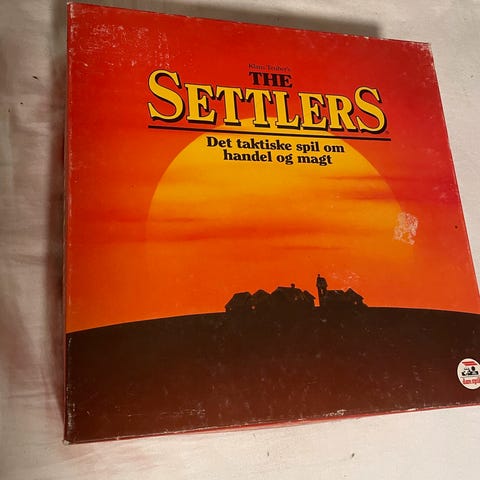 Klaus Teuber's
THE
SETTLERS
Det taktiske spil om
handel og magt